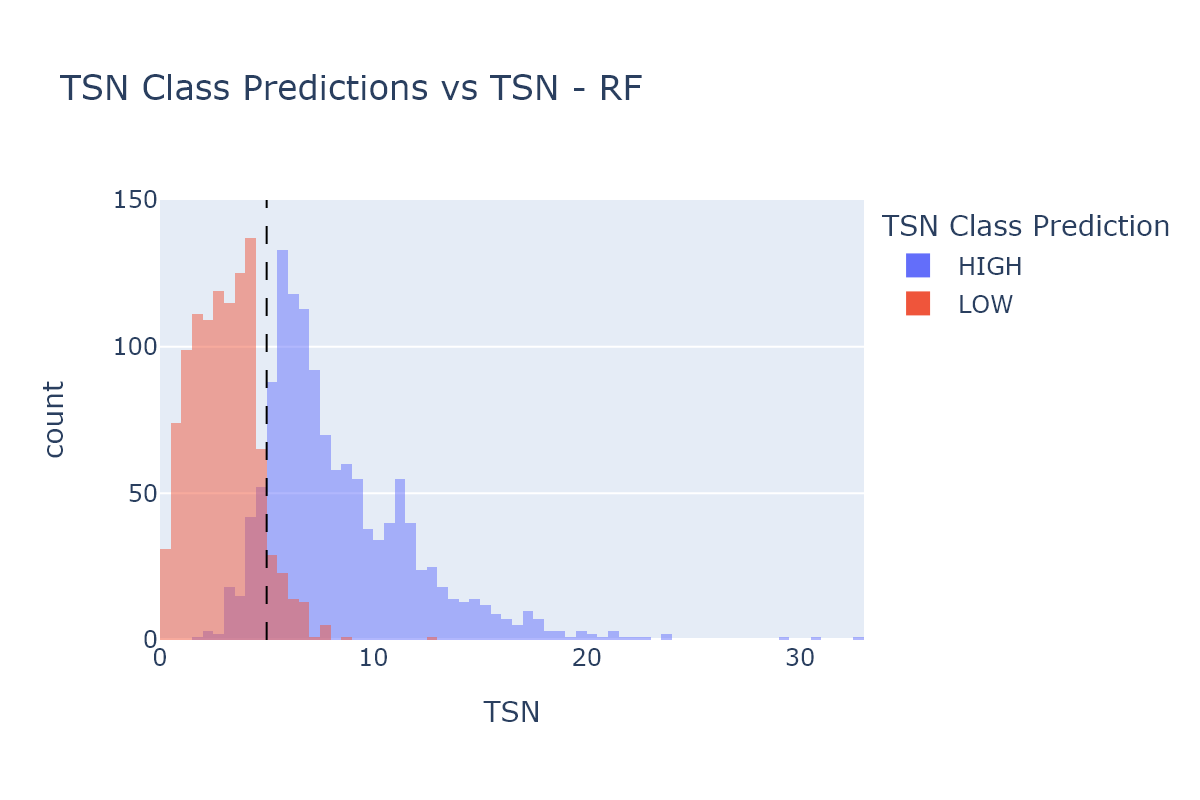 TSN Class Predictions vs TSN - RF
150
100
50
0
count
0 10 20 30
TSN
TSN Class Prediction
HIGH
LOW